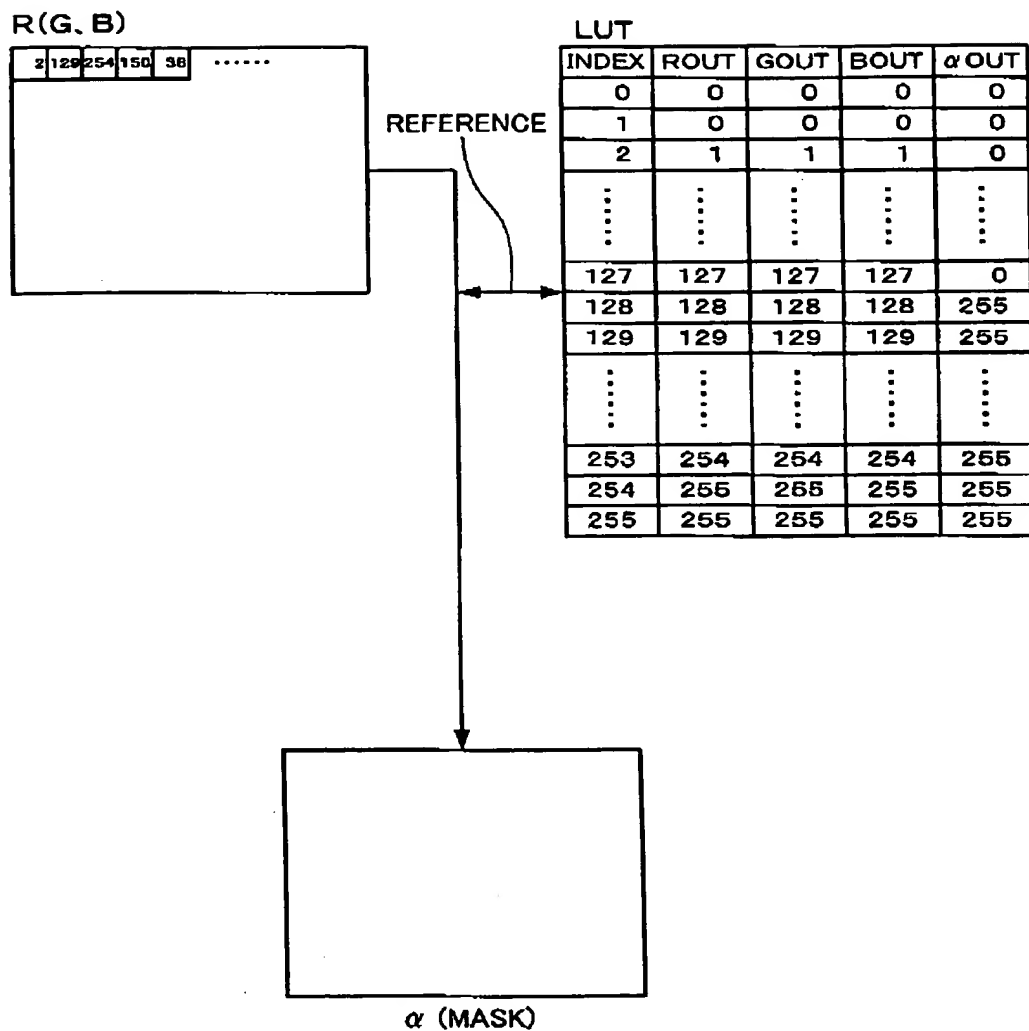 R(G、B)
2 129 254 150 38 ······
REFERENCE
LUT
INDEX ROUT GOUT BOUT αOUT
0 0 0 0 0
1 0 0 0 0
2 1 1 1 0
127 127 127 127 0
128 128 128 128 255
129 129 129 129 255
253 254 254 254 255
254 255 255 255 255
255 255 255 255 255
α (MASK)